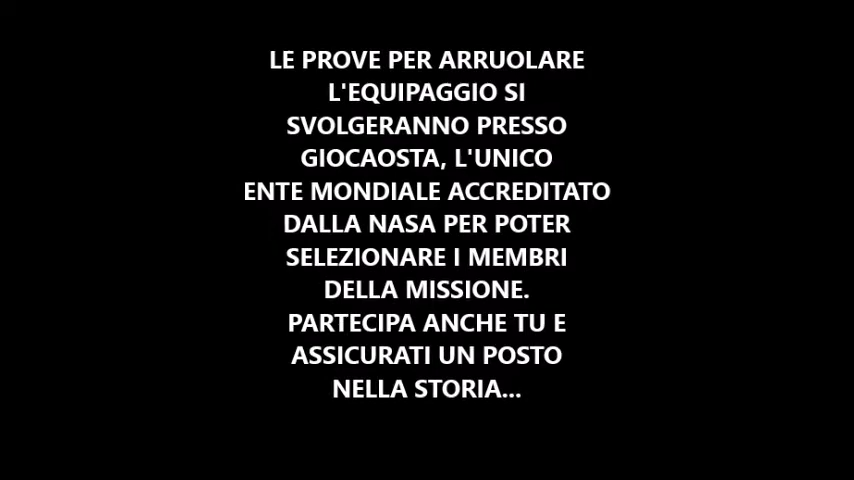 LE PROVE PER ARRUOLARE
L'EQUIPAGGIO SI
SVOLGERANNO PRESSO
GIOCAOSTA, L'UNICO
ENTE MONDIALE ACCREDITATO
DALLA NASA PER POTER
SELEZIONARE I MEMBRI
DELLA MISSIONE.
PARTECIPA ANCHE TU E
ASSICURATI UN POSTO
NELLA STORIA...